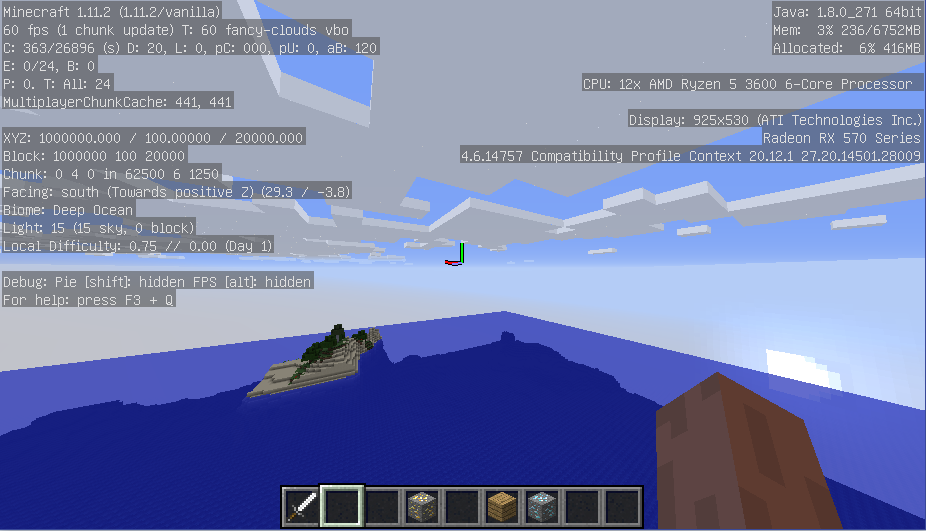 Minecraft 1.11.2 (1.11.2/vanilla)
60 fps (1 chunk update) T: 60 fancy-clouds vbo
C: 363/26896 (s) D: 20, L: 0, pC: 000, pU: 0, aB: 120
E: 0/24, B: 0
P: 0. T: All: 24
MultiplayerChunkCache: 441, 441
XYZ: 1000000.000 / 100.00000 / 20000.000
Block: 1000000 100 20000
Chunk: 0 4 0 in 62500 6 1250
Facing: south (Towards positive Z) (29.3 / -3.8)
Biome: Deep Ocean
Light: 15 (15 sky, 0 block)
Local Difficulty: 0.75 // 0.00 (Day 1)
Debug: Pie [shift]: hidden FPS [alt]: hidden
For help: press F3 + Q
Java: 1.8.0_271 64bit
Mem: 3% 236/6752MB
Allocated: 6% 416MB
CPU: 12x AMD Ryzen 5 3600 6-Core Processor
Display: 925x530 (ATI Technologies Inc.)
Radeon RX 570 Series
4.6.14757 Compatibility Profile Context 20.12.1 27.20.14501.28009